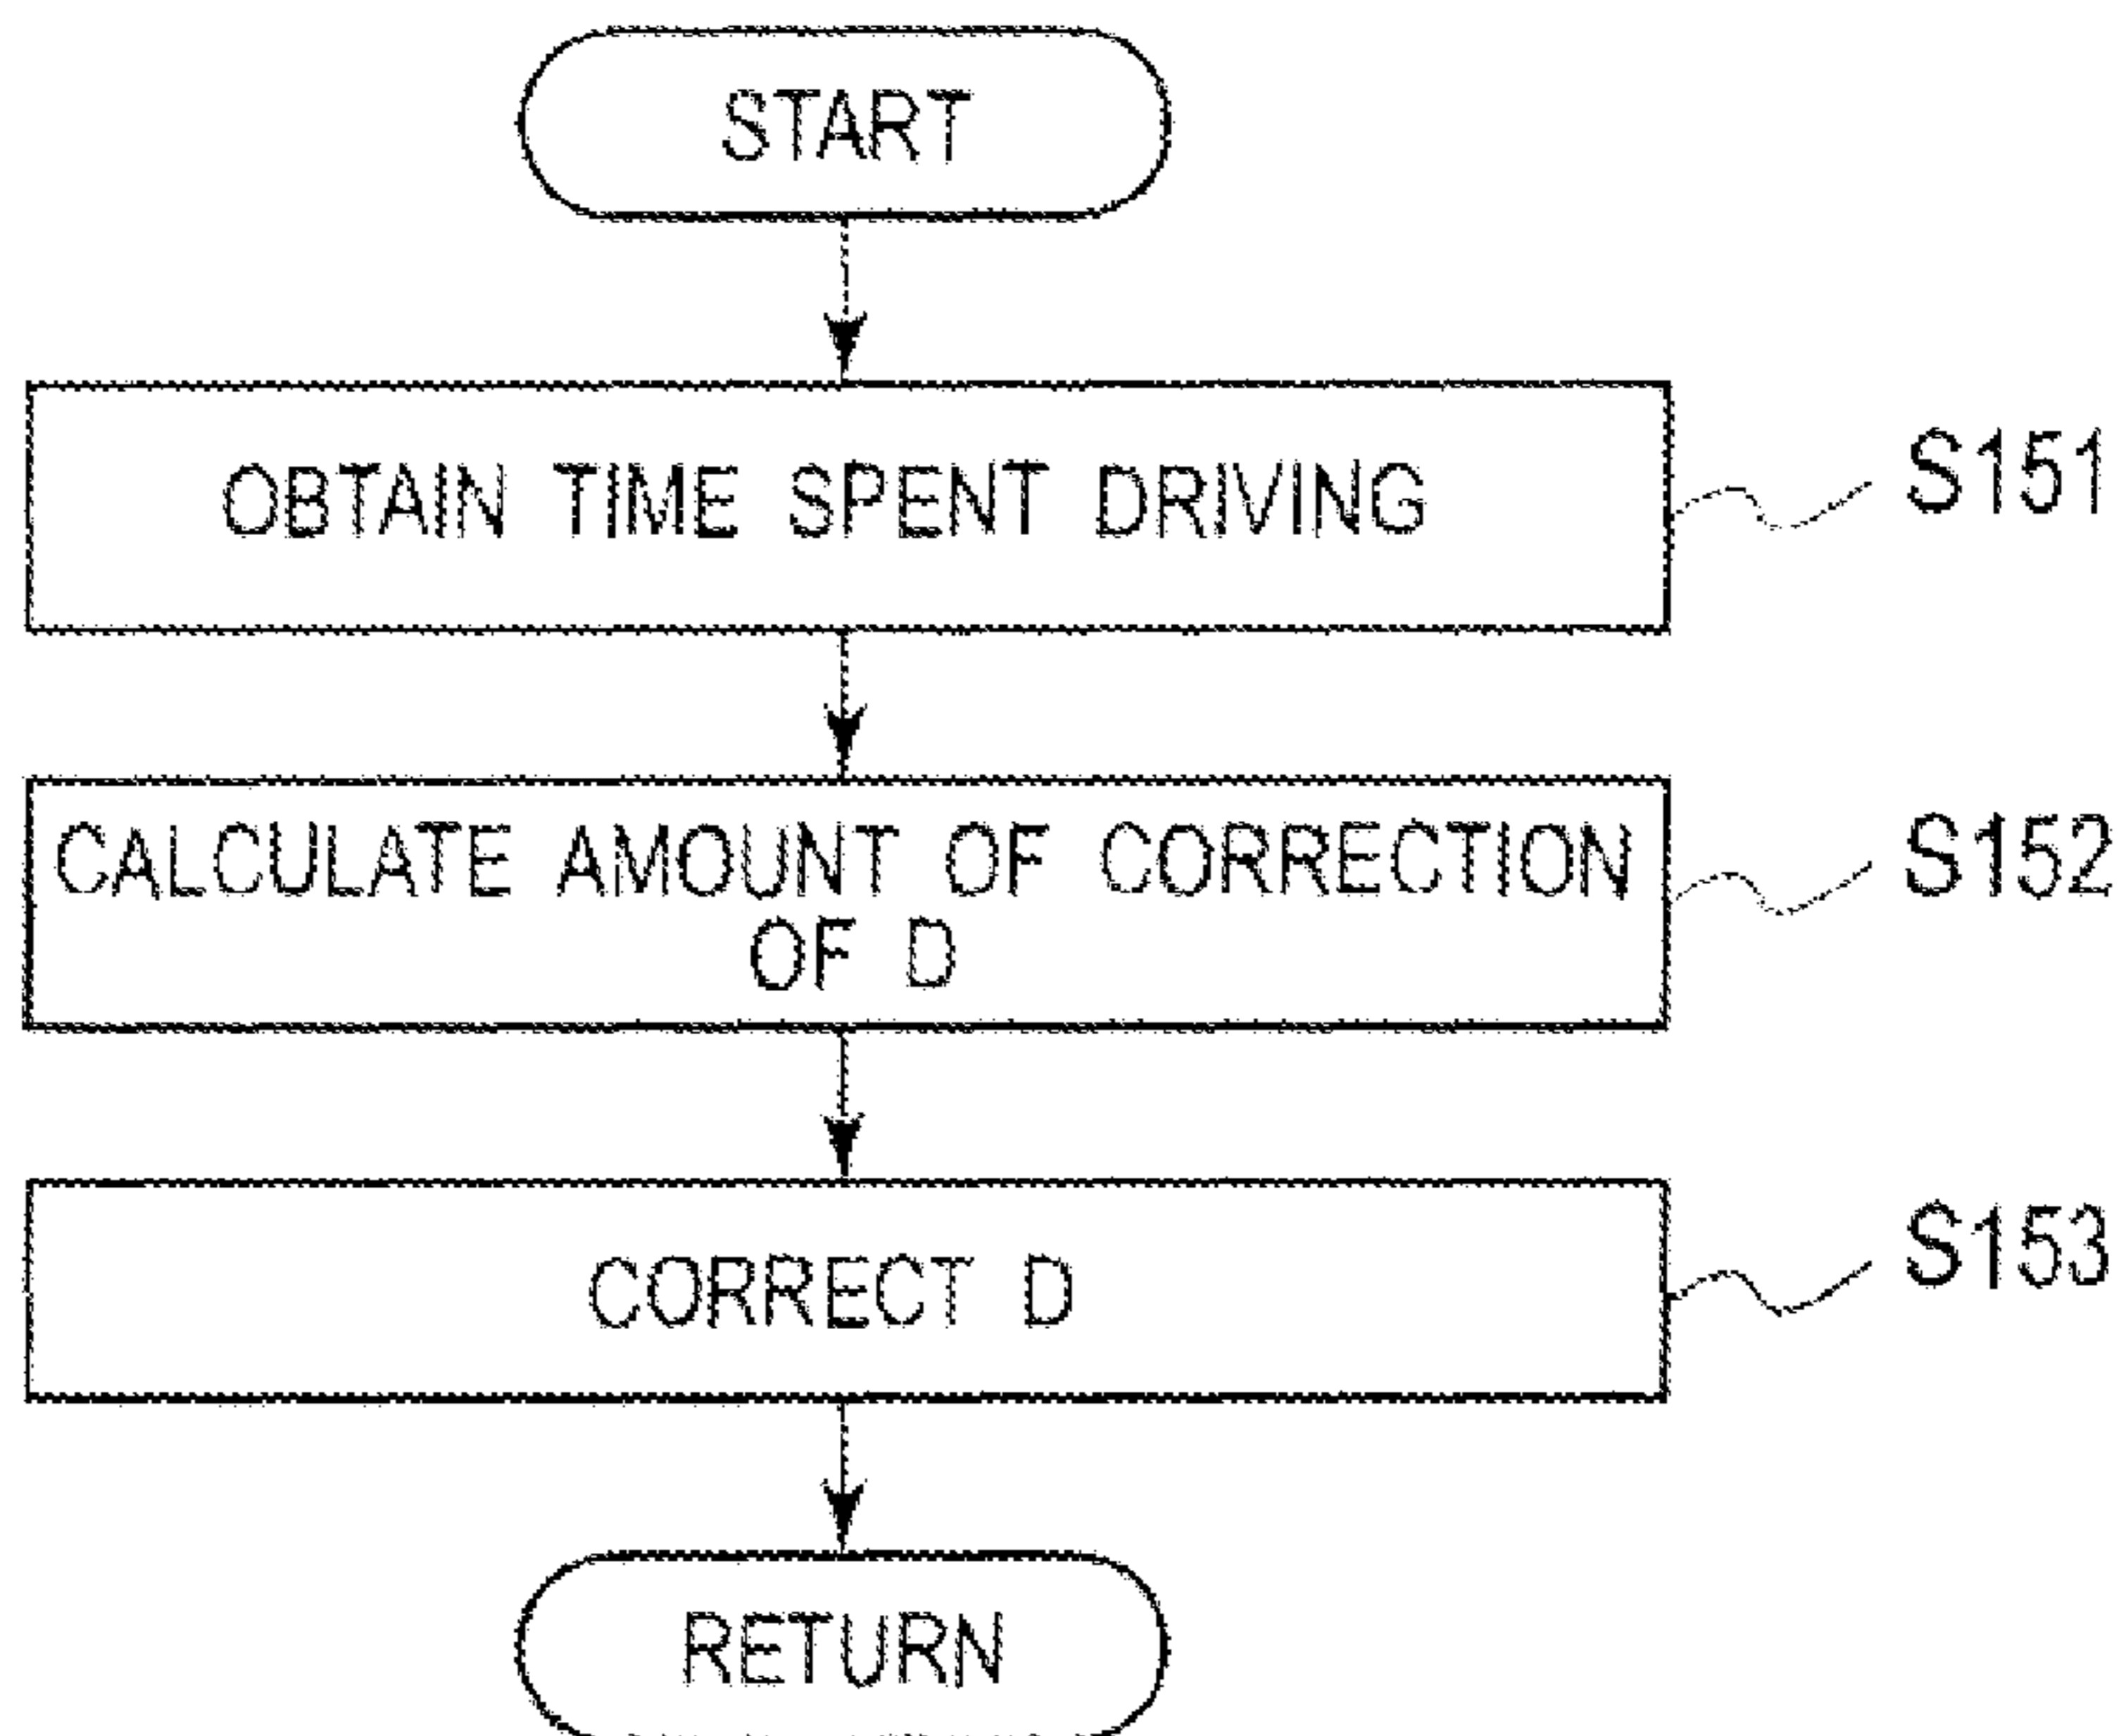 START
OBTAIN TIME SPENT DRIVING
S151
CALCULATE AMOUNT OF CORRECTION
OF D
S152
CORRECT D
S153
RETURN